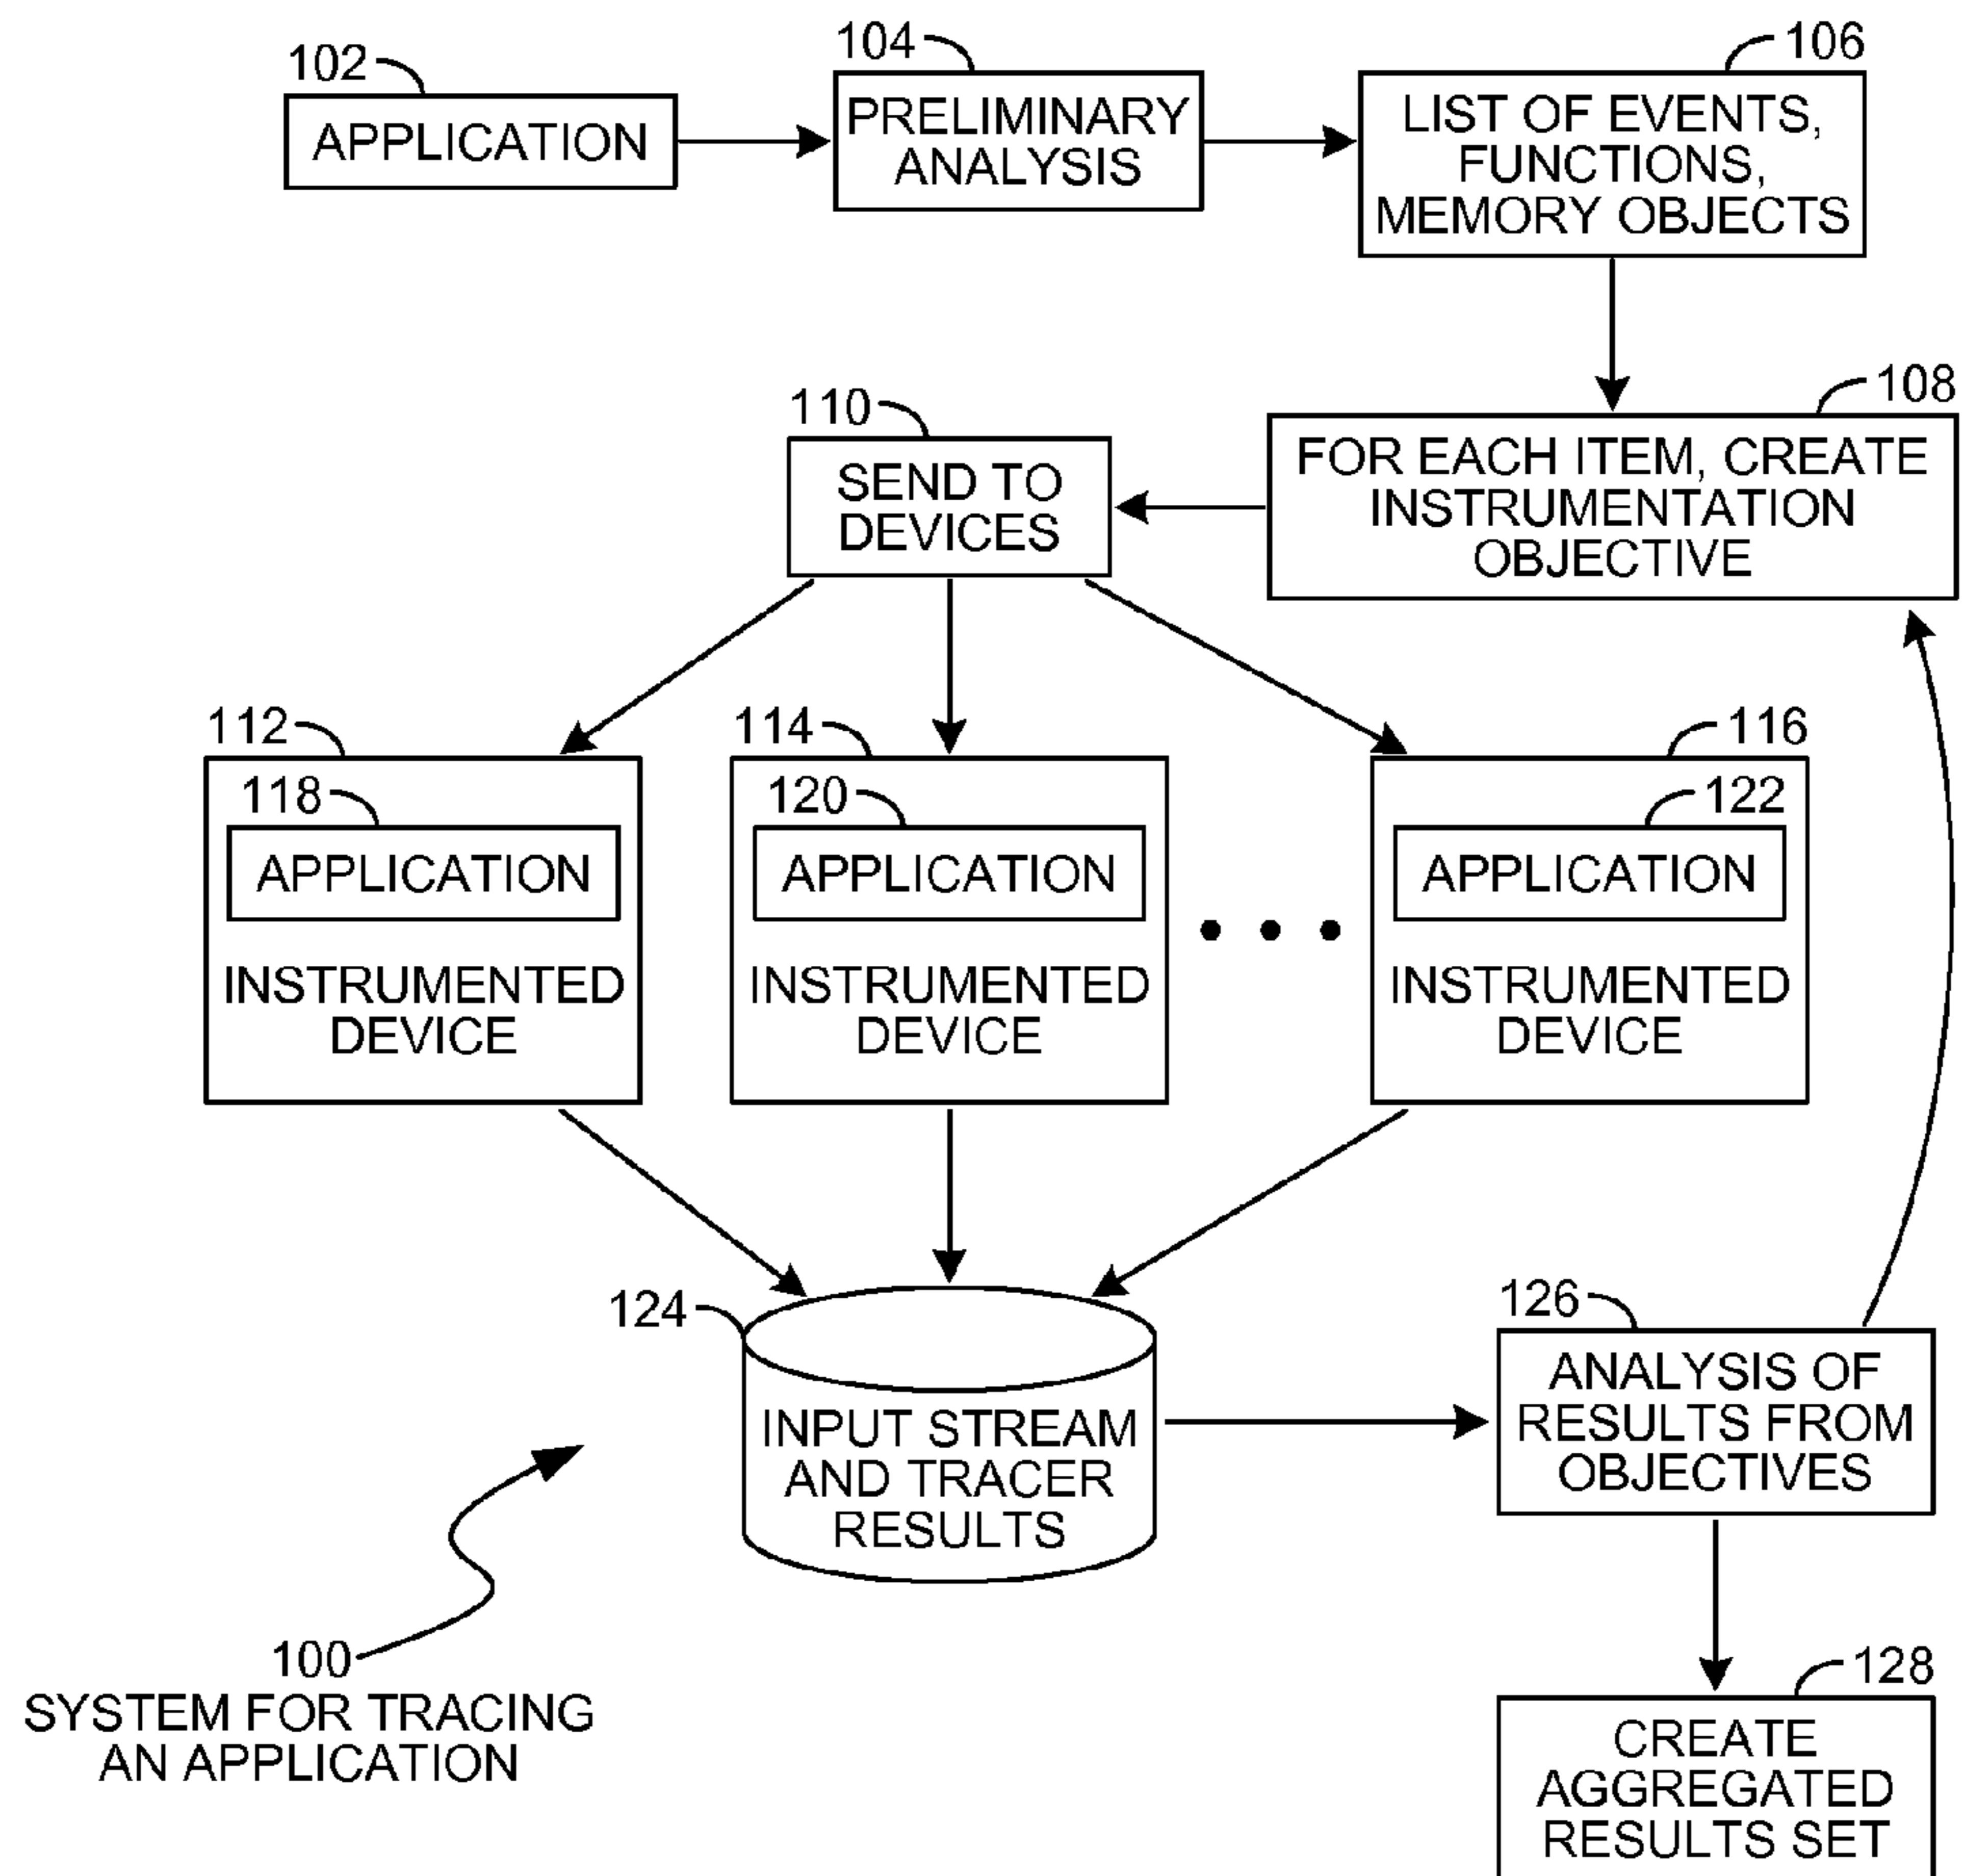 102
APPLICATION
104
PRELIMINARY
ANALYSIS
106
LIST OF EVENTS,
FUNCTIONS,
MEMORY OBJECTS
108
FOR EACH ITEM, CREATE
INSTRUMENTATION
OBJECTIVE
110
SEND TO
DEVICES
112
118
APPLICATION
INSTRUMENTED
DEVICE
114
120
APPLICATION
INSTRUMENTED
DEVICE
116
122
APPLICATION
INSTRUMENTED
DEVICE
124
INPUT STREAM
AND TRACER
RESULTS
126
ANALYSIS OF
RESULTS FROM
OBJECTIVES
128
CREATE
AGGREGATED
RESULTS SET
100
SYSTEM FOR TRACING
AN APPLICATION